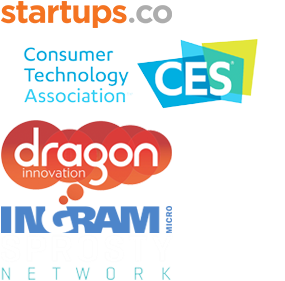 startups.co
Consumer
Technology
Association
CES®
dragon
innovation
INGRAM
MICRO
NETWORK